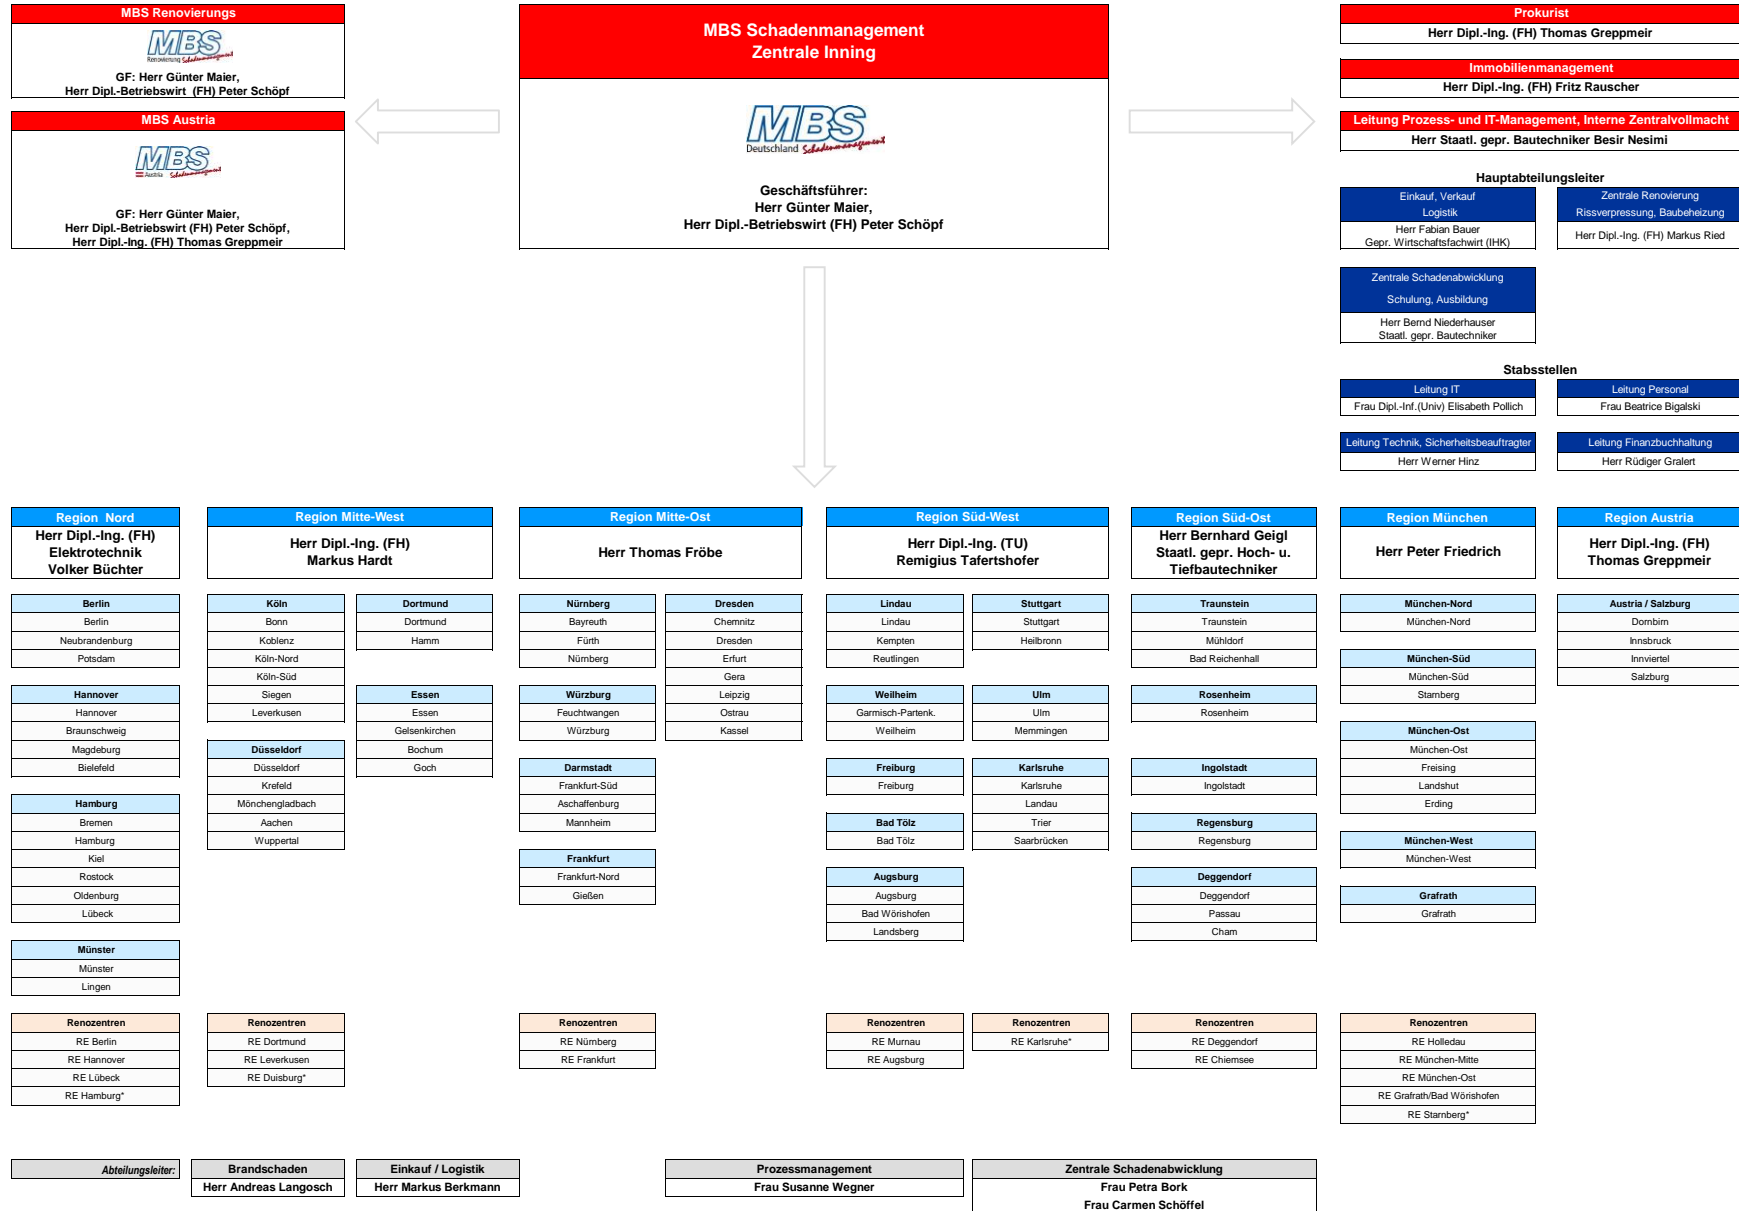 MBS Renovierungs
MBS
Renovierung Schadenmanagement
GF: Herr Günter Maier,
Herr Dipl.-Betriebswirt (FH) Peter Schöpf
MBS Austria
MBS
Austria Schadenmanagement
GF: Herr Günter Maier,
Herr Dipl.-Betriebswirt (FH) Peter Schöpf,
Herr Dipl.-Ing. (FH) Thomas Greppmeir
MBS Schadenmanagement
Zentrale Inning
MBS
Deutschland Schadenmanagement
Geschäftsführer:
Herr Günter Maier,
Herr Dipl.-Betriebswirt (FH) Peter Schöpf
Prokurist
Herr Dipl.-Ing. (FH) Thomas Greppmeir
Immobilienmanagement
Herr Dipl.-Ing. (FH) Fritz Rauscher
Leitung Prozess- und IT-Management, Interne Zentralvollmacht
Herr Staatl. gepr. Bautechniker Besir Nesimi
Hauptabteilungsleiter
Einkauf, Verkauf
Logistik
Herr Fabian Bauer
Gepr. Wirtschaftsfachwirt (IHK)
Zentrale Renovierung
Rissverpressung, Baubeheizung
Herr Dipl.-Ing. (FH) Markus Ried
Zentrale Schadenabwicklung
Schulung, Ausbildung
Herr Bernd Niederhauser
Staatl. gepr. Bautechniker
Stabsstellen
Leitung IT
Frau Dipl.-Inf.(Univ) Elisabeth Pollich
Leitung Personal
Frau Beatrice Bigalski
Leitung Technik, Sicherheitsbeauftragter
Herr Werner Hinz
Leitung Finanzbuchhaltung
Herr Rüdiger Gralert
Region Nord
Herr Dipl.-Ing. (FH)
Elektrotechnik
Volker Büchter
Berlin
Berlin
Neubrandenburg
Potsdam
Hannover
Hannover
Braunschweig
Magdeburg
Bielefeld
Hamburg
Bremen
Hamburg
Kiel
Rostock
Oldenburg
Lübeck
Münster
Münster
Lingen
Renozentren
RE Berlin
RE Hannover
RE Lübeck
RE Hamburg*
Region Mitte-West
Herr Dipl.-Ing. (FH)
Markus Hardt
Köln
Bonn
Koblenz
Köln-Nord
Köln-Süd
Siegen
Leverkusen
Düsseldorf
Düsseldorf
Krefeld
Mönchengladbach
Aachen
Wuppertal
Dortmund
Dortmund
Hamm
Essen
Essen
Gelsenkirchen
Bochum
Goch
Renozentren
RE Dortmund
RE Leverkusen
RE Duisburg*
Region Mitte-Ost
Herr Thomas Fröbe
Nürnberg
Bayreuth
Fürth
Nürnberg
Würzburg
Feuchtwangen
Würzburg
Darmstadt
Frankfurt-Süd
Aschaffenburg
Mannheim
Frankfurt
Frankfurt-Nord
Gießen
Dresden
Chemnitz
Dresden
Erfurt
Gera
Leipzig
Ostrau
Kassel
Renozentren
RE Nürnberg
RE Frankfurt
Region Süd-West
Herr Dipl.-Ing. (TU)
Remigius Tafertshofer
Lindau
Lindau
Kempten
Reutlingen
Weilheim
Garmisch-Partenk.
Weilheim
Freiburg
Freiburg
Bad Tölz
Bad Tölz
Augsburg
Augsburg
Bad Wörishofen
Landsberg
Stuttgart
Stuttgart
Heilbronn
Ulm
Ulm
Memmingen
Karlsruhe
Karlsruhe
Landau
Trier
Saarbrücken
Renozentren
RE Murnau
RE Augsburg
Renozentren
RE Karlsruhe*
Region Süd-Ost
Herr Bernhard Geigl
Staatl. gepr. Hoch- u.
Tiefbautechniker
Traunstein
Traunstein
Mühldorf
Bad Reichenhall
Rosenheim
Rosenheim
Ingolstadt
Ingolstadt
Regensburg
Regensburg
Deggendorf
Deggendorf
Passau
Cham
Renozentren
RE Deggendorf
RE Chiemsee
Region München
Herr Peter Friedrich
München-Nord
München-Nord
München-Süd
München-Süd
Starnberg
München-Ost
München-Ost
Freising
Landshut
Erding
München-West
München-West
Grafrath
Grafrath
Renozentren
RE Holledau
RE München-Mitte
RE München-Ost
RE Grafrath/Bad Wörishofen
RE Starnberg*
Region Austria
Herr Dipl.-Ing. (FH)
Thomas Greppmeir
Austria / Salzburg
Dornbirn
Innsbruck
Innviertel
Salzburg
Abteilungsleiter:
Brandschaden
Herr Andreas Langosch
Einkauf / Logistik
Herr Markus Berkmann
Prozessmanagement
Frau Susanne Wegner
Zentrale Schadenabwicklung
Frau Petra Bork
Frau Carmen Schöffel